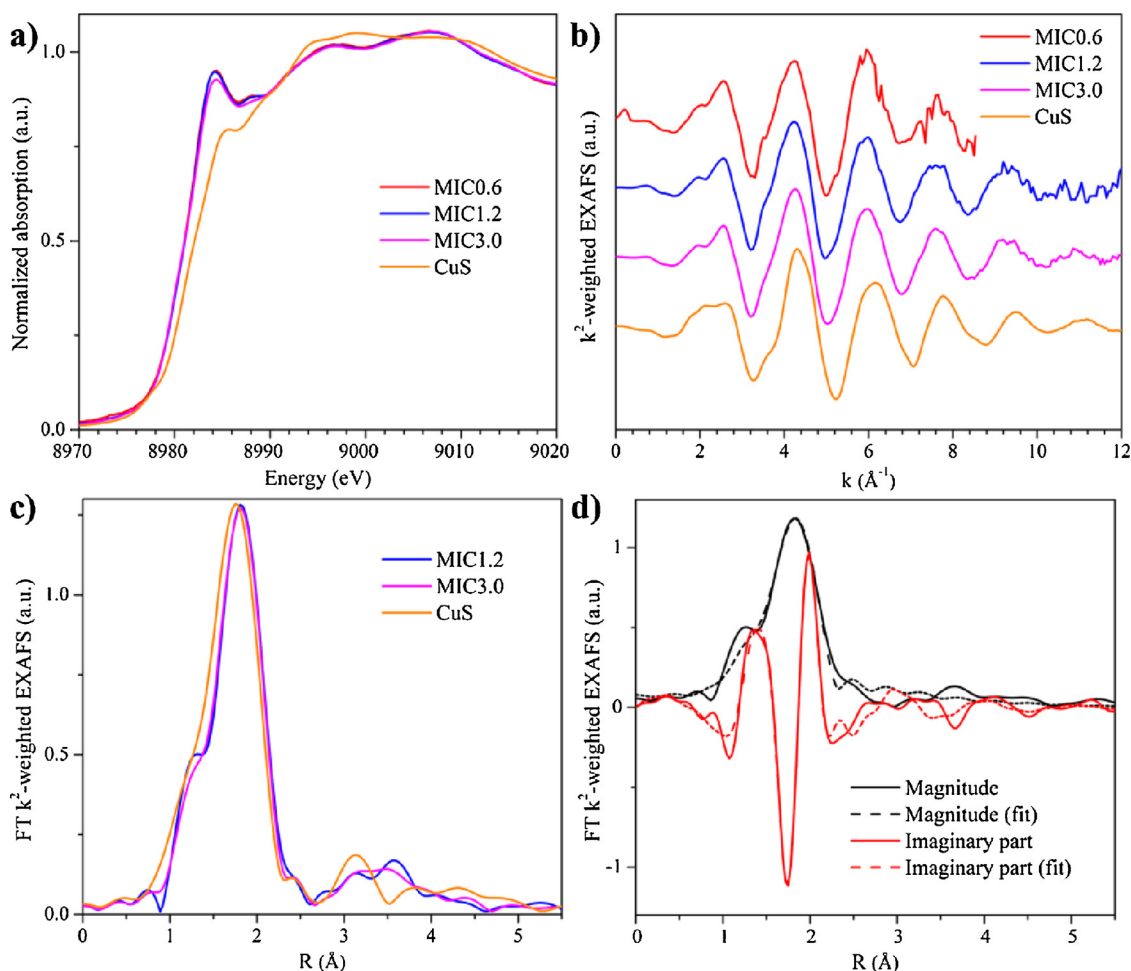 a)
Normalized absorption (a.u.)
1.0
0.5
0.0
MIC0.6
MIC1.2
MIC3.0
CuS
8970 8980 8990 9000 9010 9020
Energy (eV)
b)
k²-weighted EXAFS (a.u.)
MIC0.6
MIC1.2
MIC3.0
CuS
0 2 4 6 8 10 12
k (Å⁻¹)
c)
FT k²-weighted EXAFS (a.u.)
1.0
0.5
0.0
MIC1.2
MIC3.0
CuS
0 1 2 3 4 5
R (Å)
d)
FT k²-weighted EXAFS (a.u.)
1
0
-1
Magnitude
Magnitude (fit)
Imaginary part
Imaginary part (fit)
0 1 2 3 4 5
R (Å)